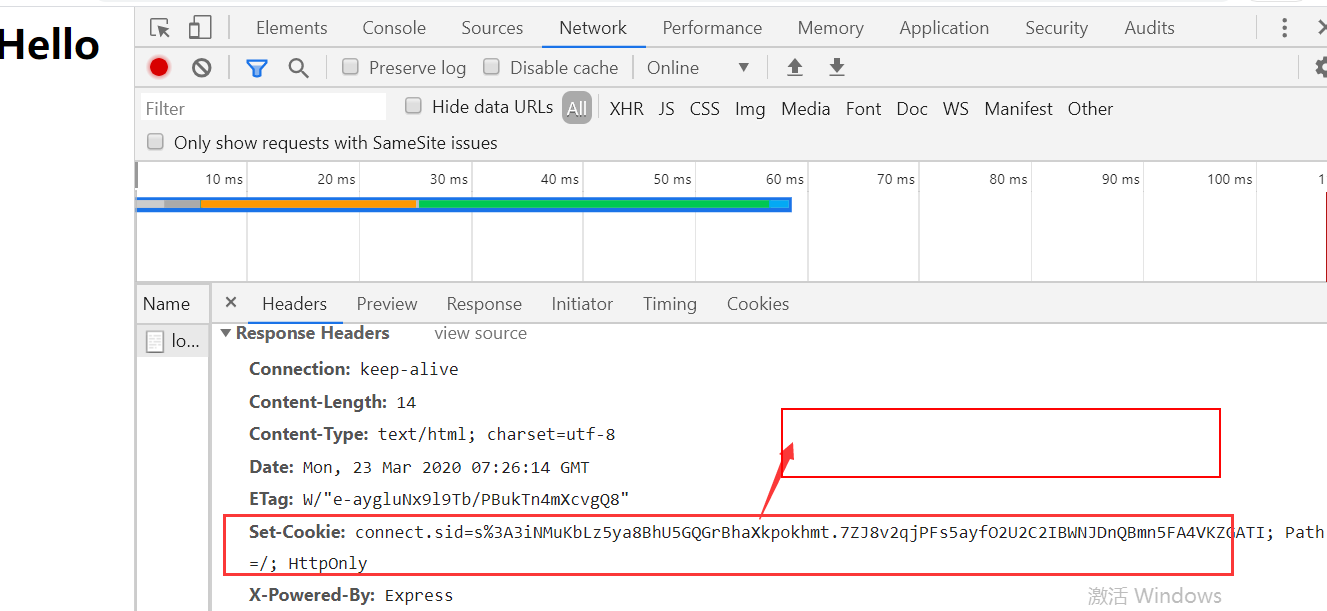 Hello
Elements Console Sources Network Performance Memory Application Security Audits
Preserve log Disable cache Online
Filter Hide data URLs All XHR JS CSS Img Media Font Doc WS Manifest Other
Only show requests with SameSite issues
10 ms 20 ms 30 ms 40 ms 50 ms 60 ms 70 ms 80 ms 90 ms 100 ms 1
Name Headers Preview Response Initiator Timing Cookies
lo...
Response Headers view source
Connection: keep-alive
Content-Length: 14
Content-Type: text/html; charset=utf-8
Date: Mon, 23 Mar 2020 07:26:14 GMT
ETag: W/"e-aygluNx9l9Tb/PBukTn4mXcvgQ8"
Set-Cookie: connect.sid=s%3A3iNMuKbLz5ya8BhU5GQGrBhaXkpokhmt.7ZJ8v2qjPFs5ayfO2U2C2IBWNJDnQBmn5FA4VKZGATI; Path
=/; HttpOnly
X-Powered-By: Express
激活 Windows